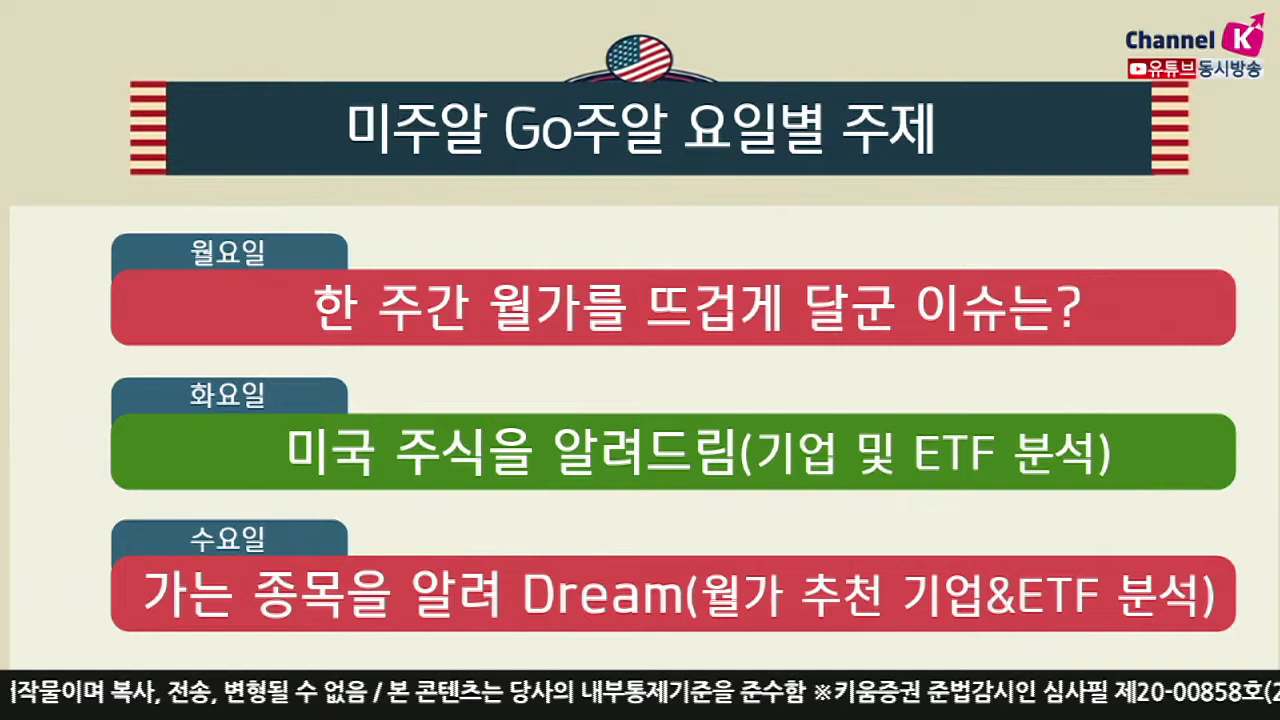 Channel K
유튜브 동시방송
미주알 Go주알 요일별 주제
월요일
한 주간 월가를 뜨겁게 달군 이슈는?
화요일
미국 주식을 알려드림(기업 및 ETF 분석)
수요일
가는 종목을 알려 Dream(월가 추천 기업&ETF 분석)
작물이며 복사, 전송, 변형될 수 없음 / 본 콘텐츠는 당사의 내부통제기준을 준수함 ※키움증권 준법감시인 심사필 제20-00858호(2